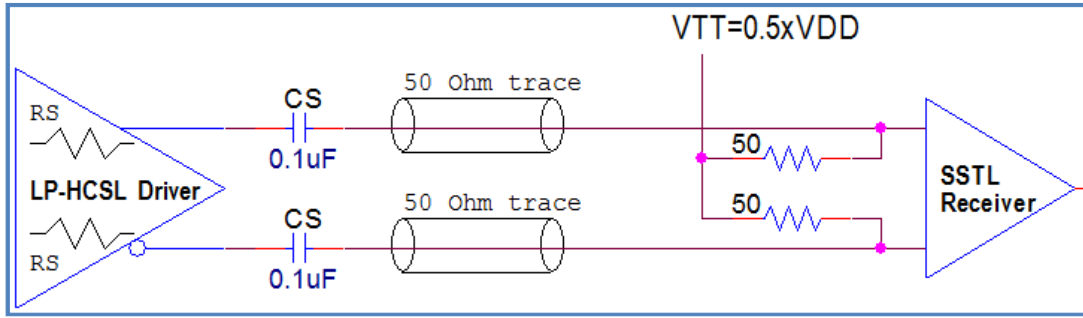 VTT=0.5xVDD
50 Ohm trace
CS
RS
0.1uF
50
LP-HCSL Driver
SSTL
Receiver
50
50 Ohm trace
CS
RS
0.1uF